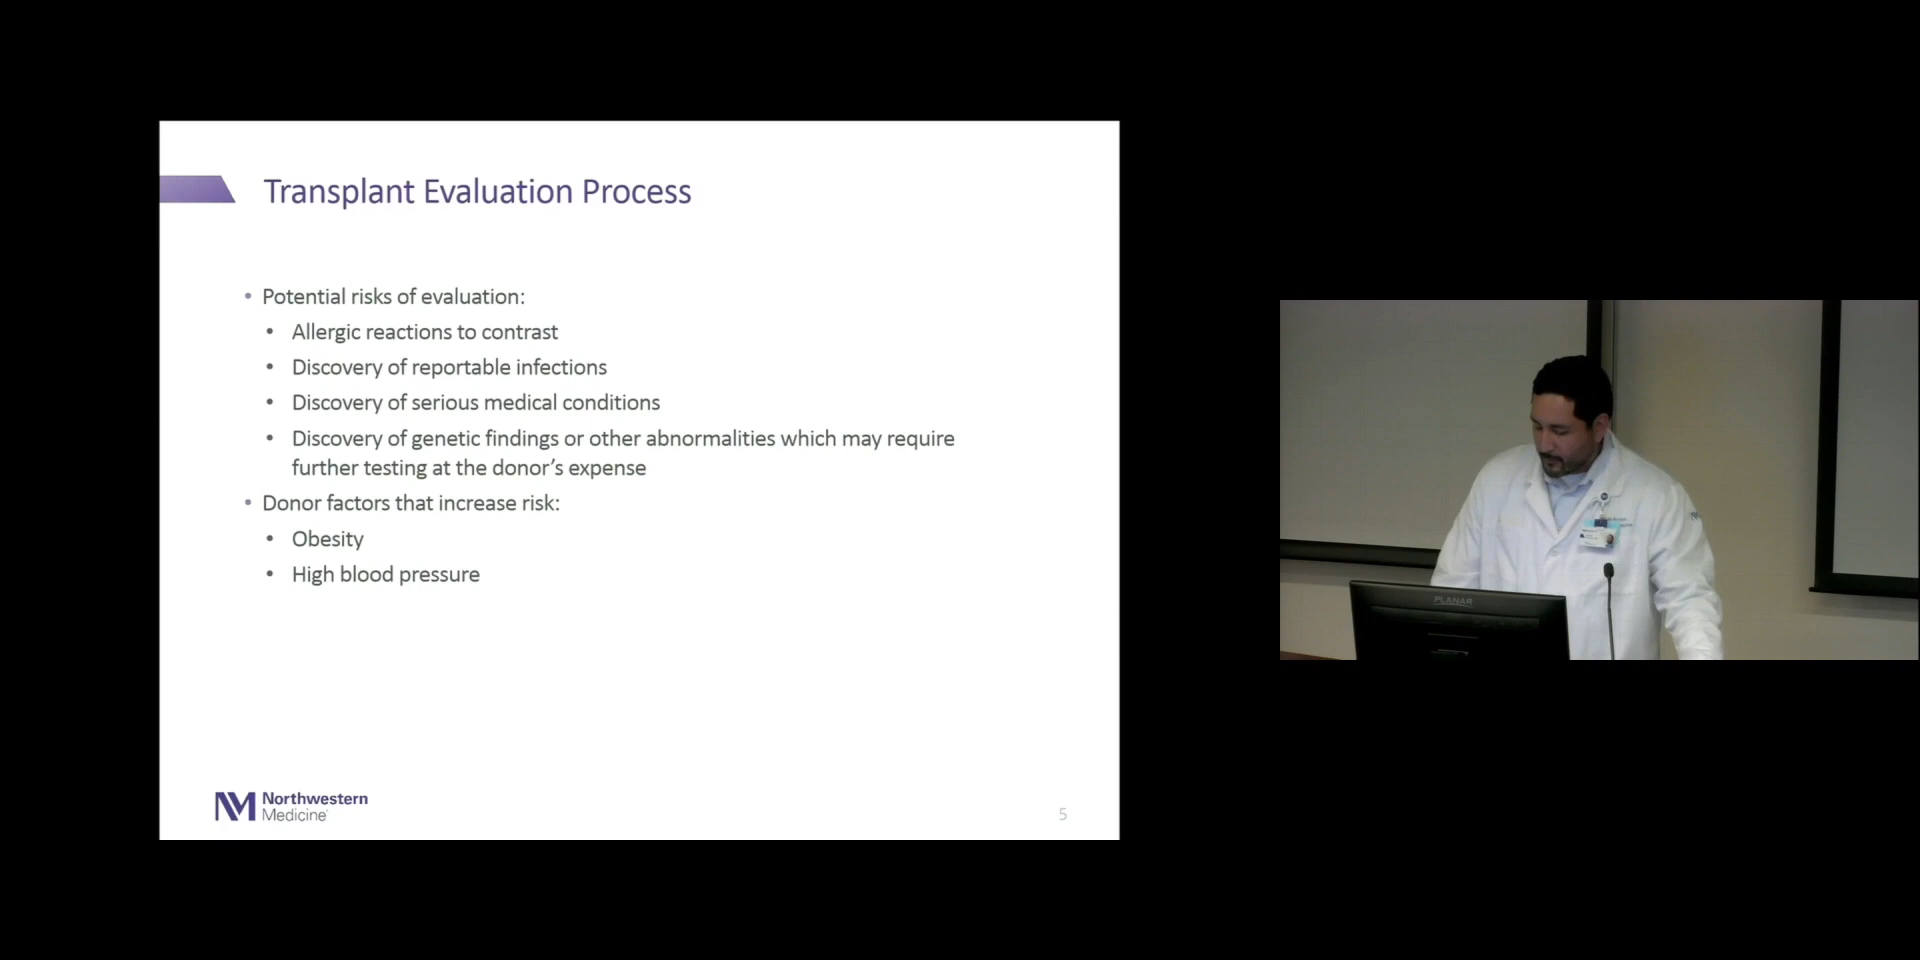 Transplant Evaluation Process
• Potential risks of evaluation:
• Allergic reactions to contrast
• Discovery of reportable infections
• Discovery of serious medical conditions
• Discovery of genetic findings or other abnormalities which may require
further testing at the donor’s expense
• Donor factors that increase risk:
• Obesity
• High blood pressure
NM Northwestern
Medicine
5
PLANAR